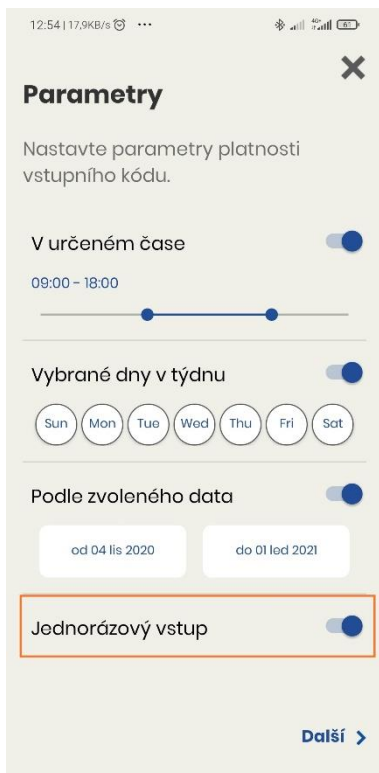 12:54 | 17,9KB/s
Parametry
Nastavte parametry platnosti
vstupního kódu.
V určeném čase
09:00 - 18:00
Vybrané dny v týdnu
Sun Mon Tue Wed Thu Fri Sat
Podle zvoleného data
od 04 lis 2020 do 01 led 2021
Jednorázový vstup
Další